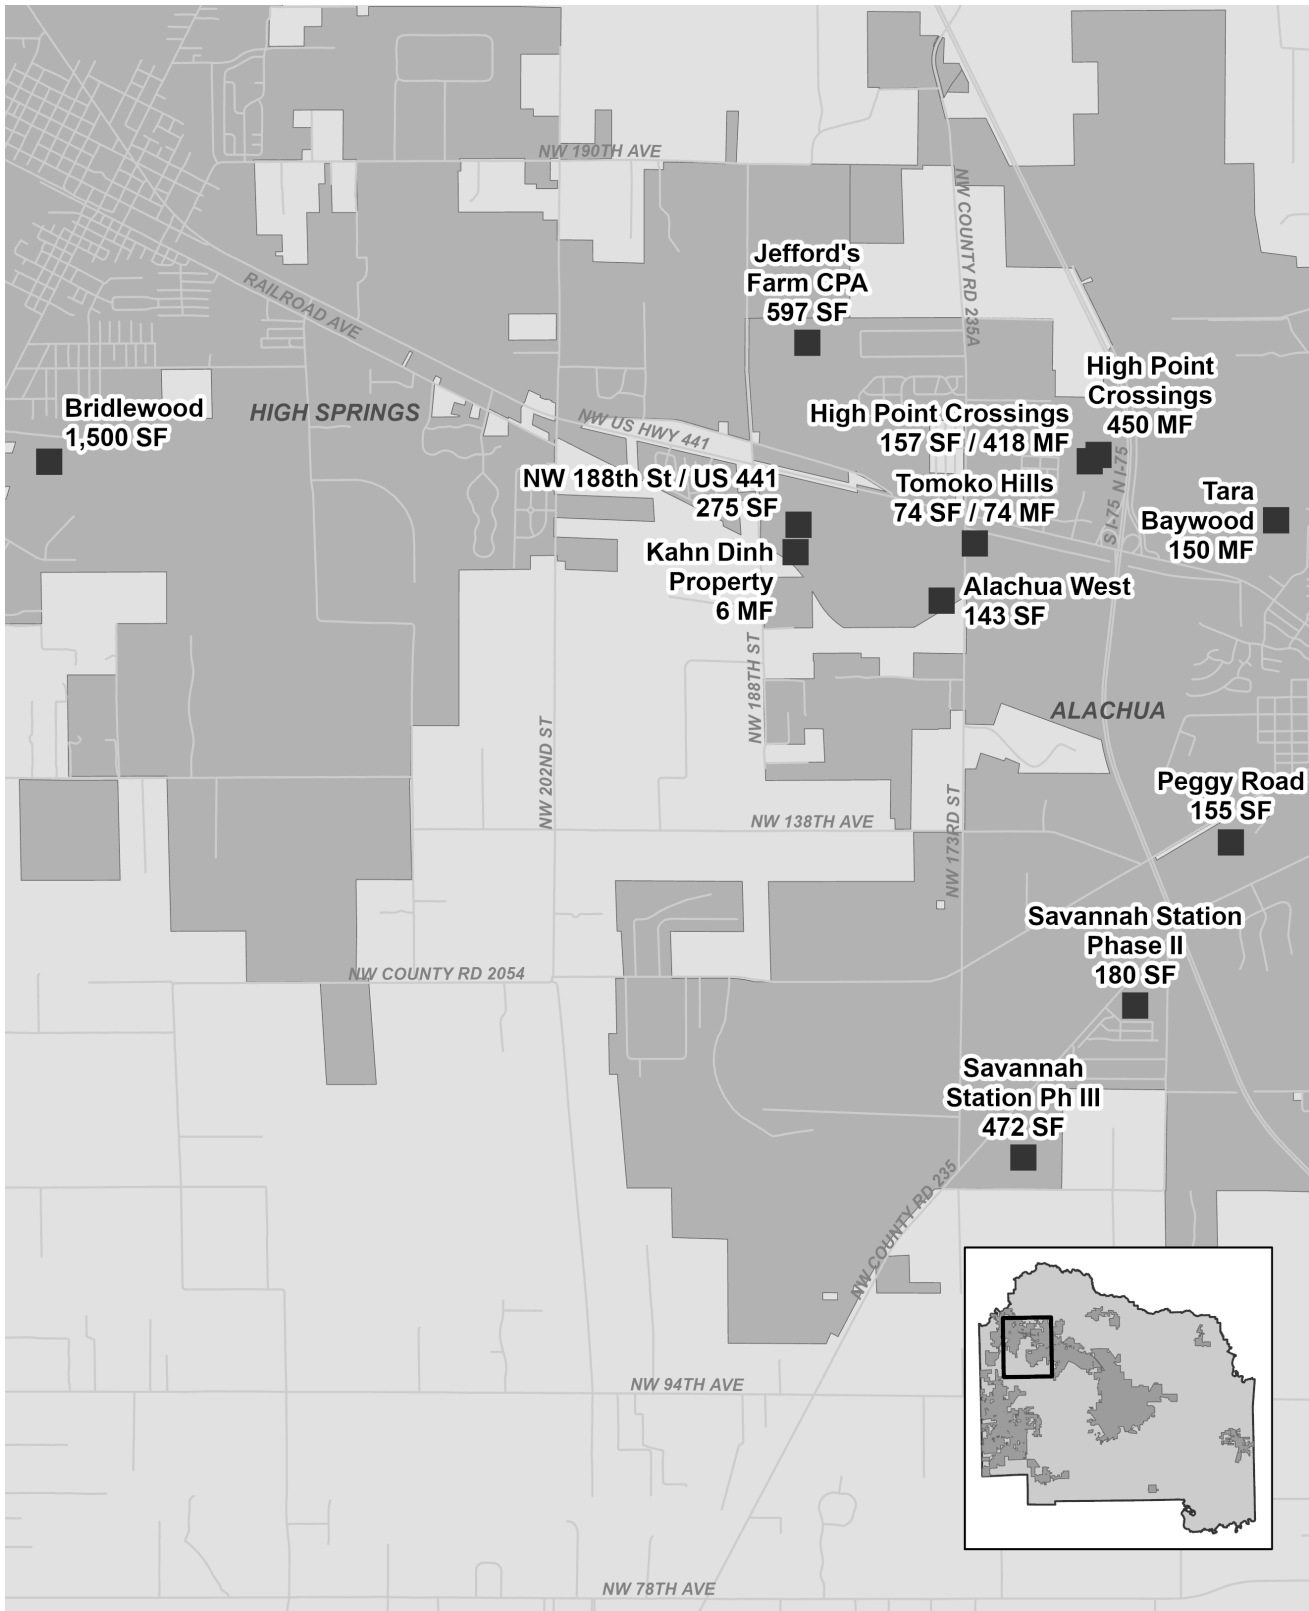 NW 190TH AVE
NW COUNTY RD 235A
Jefford's
Farm CPA
597 SF
RAILROAD AVE
High Point
Crossings
450 MF
Bridlewood
1,500 SF
HIGH SPRINGS
NW US HWY 441
High Point Crossings
157 SF / 418 MF
NW 188th St / US 441
275 SF
Tomoko Hills
74 SF / 74 MF
S I-75 N I-75
Tara
Baywood
150 MF
Kahn Dinh
Property
6 MF
Alachua West
143 SF
NW 188TH ST
ALACHUA
NW 202ND ST
Peggy Road
155 SF
NW 138TH AVE
NW 173RD ST
Savannah Station
Phase II
180 SF
NW COUNTY RD 2054
Savannah
Station Ph III
472 SF
NW COUNTY RD 235
NW 94TH AVE
NW 78TH AVE